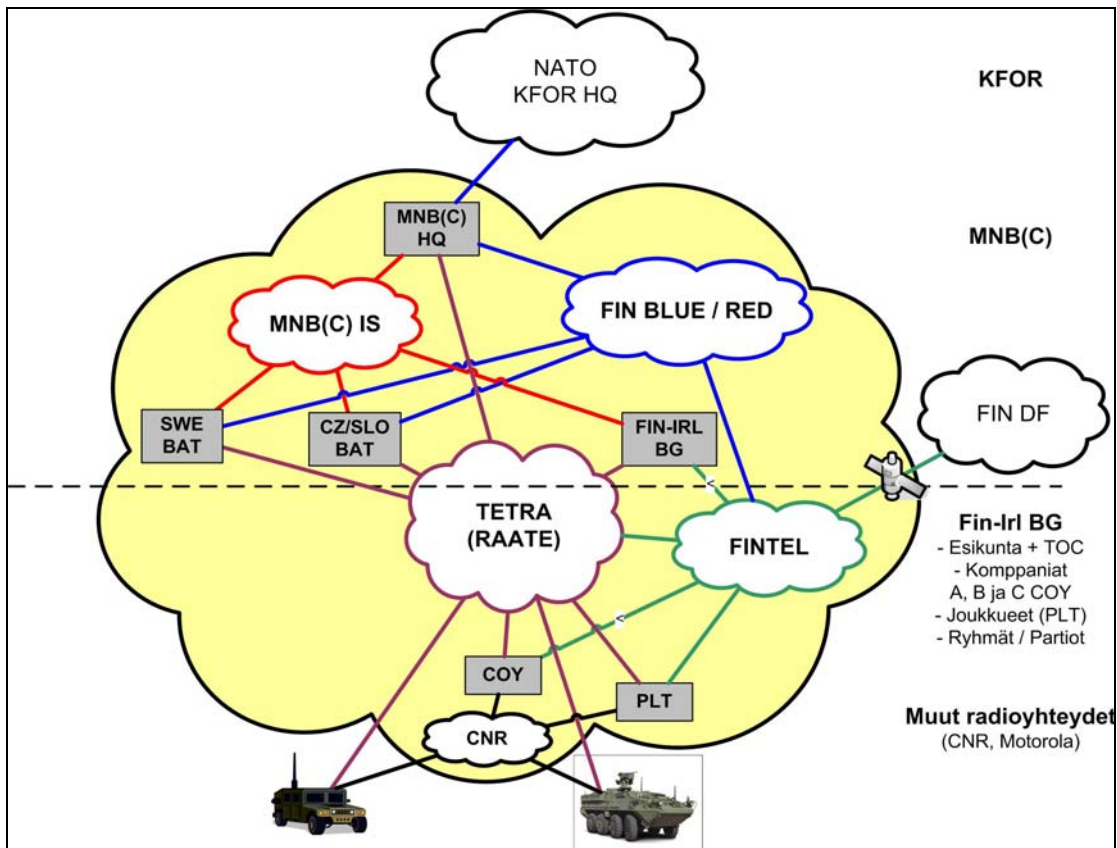 NATO
KFOR HQ
KFOR
MNB(C)
HQ
MNB(C)
MNB(C) IS
FIN BLUE / RED
SWE
BAT
CZ/SLO
BAT
FIN-IRL
BG
FIN DF
TETRA
(RAATE)
FINTEL
<
<
Fin-Irl BG
- Esikunta + TOC
- Komppaniat
A, B ja C COY
- Joukkueet (PLT)
- Ryhmät / Partiot
COY
PLT
CNR
Muut radioyhteydet
(CNR, Motorola)